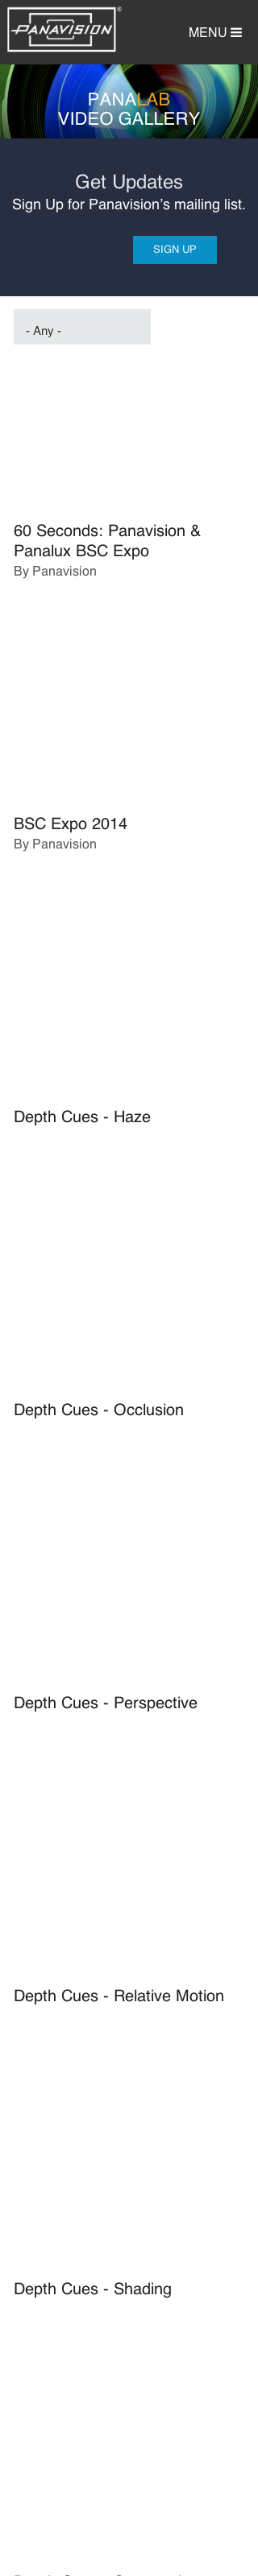 PANAVISION®
MENU
PANALAB
VIDEO GALLERY
Get Updates
Sign Up for Panavision's mailing list.
SIGN UP
- Any -
60 Seconds: Panavision &
Panalux BSC Expo
By Panavision
BSC Expo 2014
By Panavision
Depth Cues - Haze
Depth Cues - Occlusion
Depth Cues - Perspective
Depth Cues - Relative Motion
Depth Cues - Shading